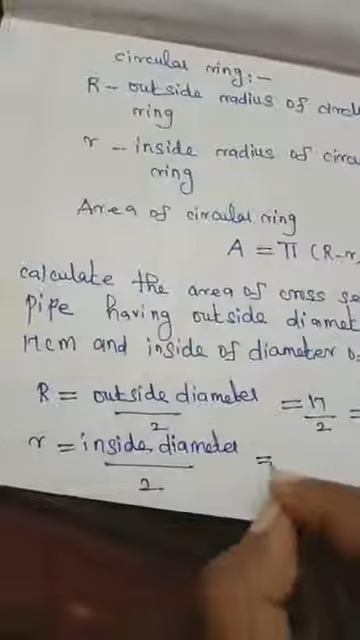 circular ring:-
R - outside radius of circl
ring
r - inside radius of circu
ring
Area of circular ring
A = π (R-r
calculate the area of cross se
pipe having outside diamet
17cm and inside of diameter o
R = outside diameter / 2 = 17/2 =
r = inside diameter / 2 =